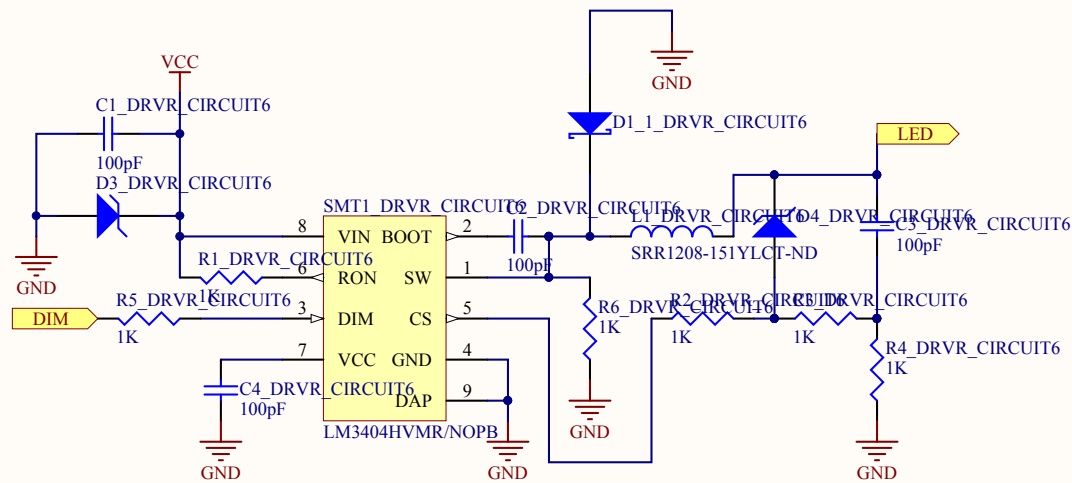 VCC
GND
C1_DRVR_CIRCUIT6
100pF
D1_1_DRVR_CIRCUIT6
LED
D3_DRVR_CIRCUIT6
SMT1_DRVR_CIRCUIT6
C2_DRVR_CIRCUIT6
L1_DRVR_CIRCUIT6
D4_DRVR_CIRCUIT6
C3_DRVR_CIRCUIT6
8
VIN
BOOT
2
100pF
SRR1208-151YLCT-ND
100pF
GND
R1_DRVR_CIRCUIT6
1K
6
RON
SW
1
R5_DRVR_CIRCUIT6
R6_DRVR_CIRCUIT6
R2_DRVR_CIRCUIT6
R3_DRVR_CIRCUIT6
DIM
1K
3
DIM
CS
5
1K
1K
1K
7
VCC
GND
4
R4_DRVR_CIRCUIT6
1K
C4_DRVR_CIRCUIT6
100pF
DAP
9
LM3404HVMR/NOPB
GND
GND
GND
GND